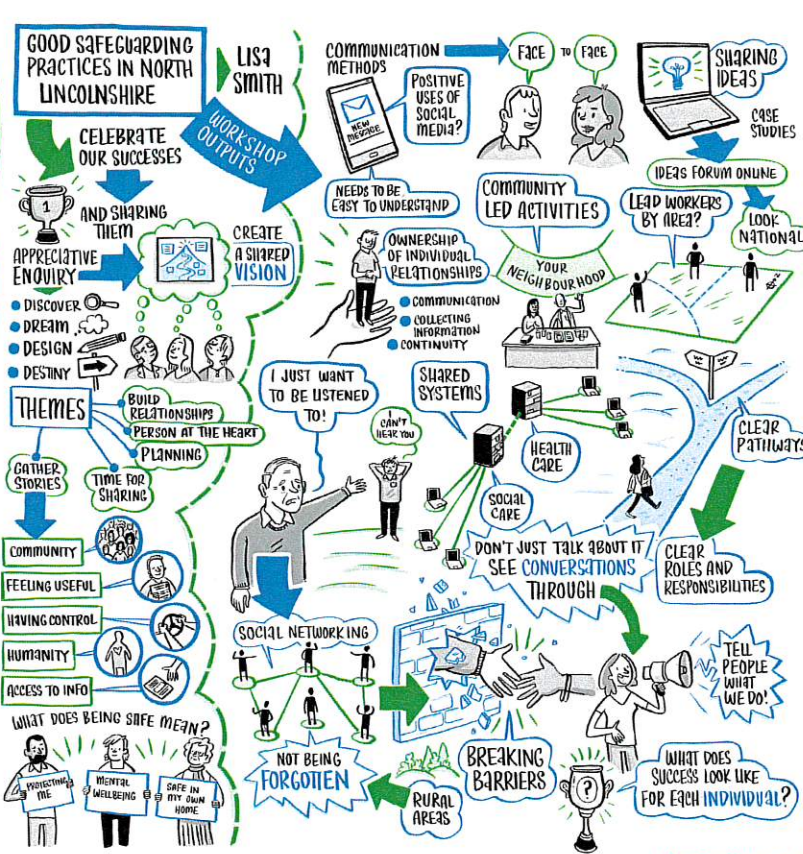 GOOD SAFEGUARDING
PRACTICES IN NORTH
LINCOLNSHIRE
LISA
SMITH
WORKSHOP
OUTPUTS
CELEBRATE
OUR SUCCESSES
1
AND SHARING
THEM
APPRECIATIVE
ENQUIRY
CREATE
A SHARED
VISION
DISCOVER
DREAM
DESIGN
DESTINY
THEMES
BUILD
RELATIONSHIPS
PERSON AT THE HEART
PLANNING
TIME FOR
SHARING
GATHER
STORIES
COMMUNITY
FEELING USEFUL
HAVING CONTROL
HUMANITY
ACCESS TO INFO
WHAT DOES BEING SAFE MEAN?
PROTECTING
ME
MENTAL
WELLBEING
SAFE IN
MY OWN
HOME
COMMUNICATION
METHODS
FACE TO FACE
NEW
MESSAGE
POSITIVE
USES OF
SOCIAL
MEDIA?
NEEDS TO BE
EASY TO UNDERSTAND
SHARING
IDEAS
CASE
STUDIES
IDEAS FORUM ONLINE
LOOK
NATIONAL
LEAD WORKERS
BY AREA?
COMMUNITY
LED ACTIVITIES
YOUR
NEIGHBOURHOOD
OWNERSHIP
OF INDIVIDUAL
RELATIONSHIPS
COMMUNICATION
COLLECTING
INFORMATION
CONTINUITY
I JUST WANT
TO BE LISTENED
TO!
I
CAN'T
HEAR YOU
SHARED
SYSTEMS
HEALTH
CARE
SOCIAL
CARE
CLEAR
PATHWAYS
CLEAR
ROLES AND
RESPONSIBILITIES
DON'T JUST TALK ABOUT IT
SEE CONVERSATIONS
THROUGH
SOCIAL NETWORKING
NOT BEING
FORGOTTEN
RURAL
AREAS
BREAKING
BARRIERS
TELL
PEOPLE
WHAT
WE DO!
?
WHAT DOES
SUCCESS LOOK LIKE
FOR EACH INDIVIDUAL?